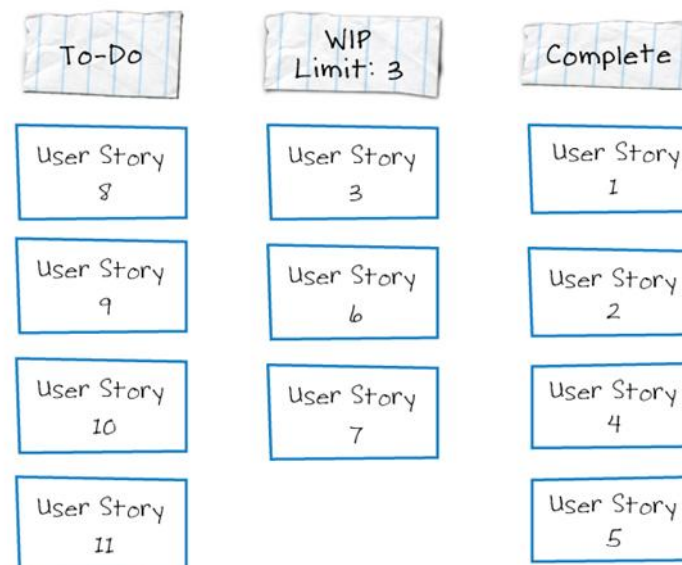 To-Do
WIP
Limit: 3
Complete
User Story
8
User Story
9
User Story
10
User Story
11
User Story
3
User Story
6
User Story
7
User Story
1
User Story
2
User Story
4
User Story
5